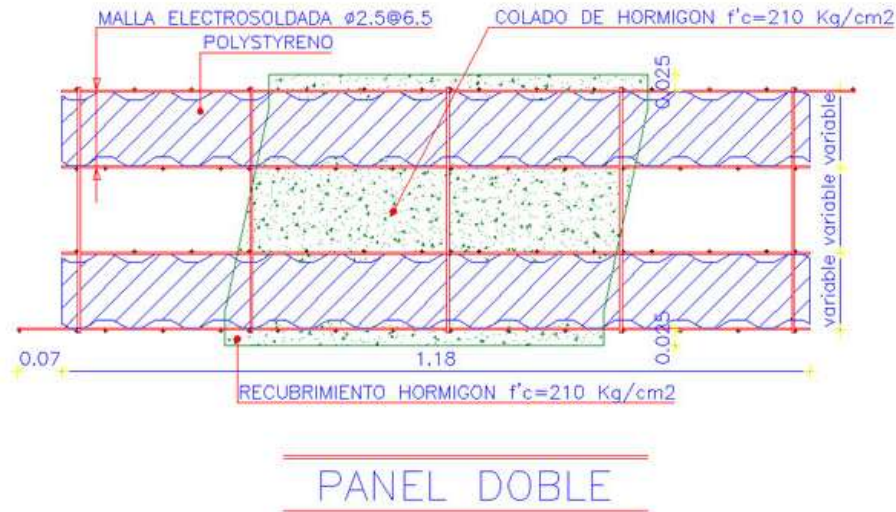 MALLA ELECTROSOLDADA ø2.5@6.5
COLADO DE HORMIGON f'c=210 Kg/cm2
POLYSTYRENO
0.025
variable
variable
variable
0.025
0.07
1.18
RECUBRIMIENTO HORMIGON f'c=210 Kg/cm2
PANEL DOBLE